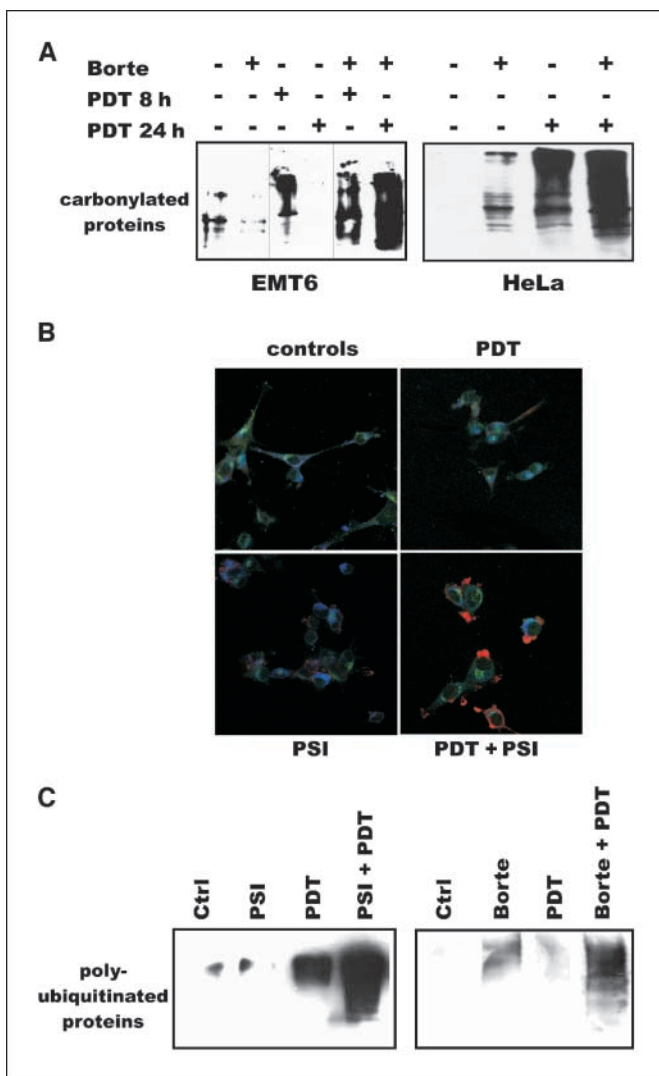 A
Borte - + - - + + - + - +
PDT 8 h - - + - + -
PDT 24 h - - - + - + - - + +
carbonylated
proteins
EMT6 HeLa
B
controls PDT
PSI PDT + PSI
C
Ctrl PSI PDT PSI + PDT Ctrl Borte PDT Borte + PDT
poly-
ubiquitinated
proteins